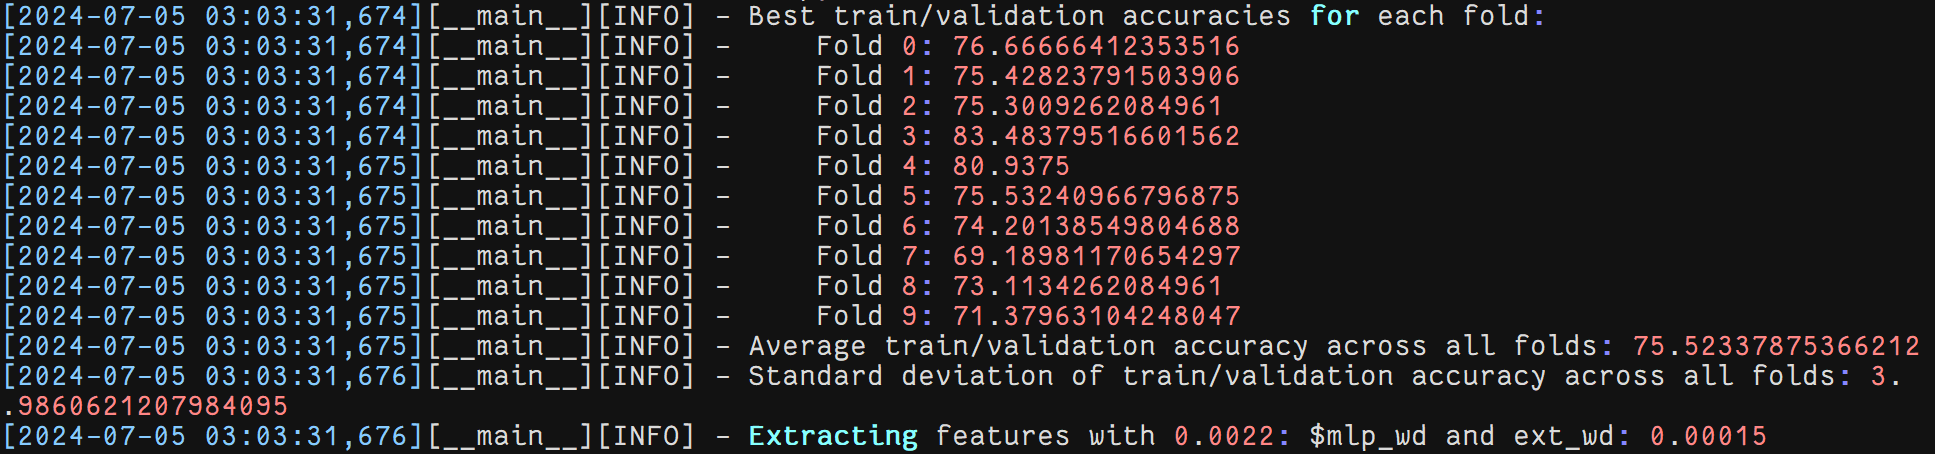 [2024-07-05 03:03:31,674][__main__][INFO] - Best train/validation accuracies for each fold:
[2024-07-05 03:03:31,674][__main__][INFO] -     Fold 0: 76.66666412353516
[2024-07-05 03:03:31,674][__main__][INFO] -     Fold 1: 75.42823791503906
[2024-07-05 03:03:31,674][__main__][INFO] -     Fold 2: 75.3009262084961
[2024-07-05 03:03:31,674][__main__][INFO] -     Fold 3: 83.48379516601562
[2024-07-05 03:03:31,675][__main__][INFO] -     Fold 4: 80.9375
[2024-07-05 03:03:31,675][__main__][INFO] -     Fold 5: 75.53240966796875
[2024-07-05 03:03:31,675][__main__][INFO] -     Fold 6: 74.20138549804688
[2024-07-05 03:03:31,675][__main__][INFO] -     Fold 7: 69.18981170654297
[2024-07-05 03:03:31,675][__main__][INFO] -     Fold 8: 73.1134262084961
[2024-07-05 03:03:31,675][__main__][INFO] -     Fold 9: 71.37963104248047
[2024-07-05 03:03:31,675][__main__][INFO] - Average train/validation accuracy across all folds: 75.52337875366212
[2024-07-05 03:03:31,676][__main__][INFO] - Standard deviation of train/validation accuracy across all folds: 3.
.9860621207984095
[2024-07-05 03:03:31,676][__main__][INFO] - Extracting features with 0.0022: $mlp_wd and ext_wd: 0.00015